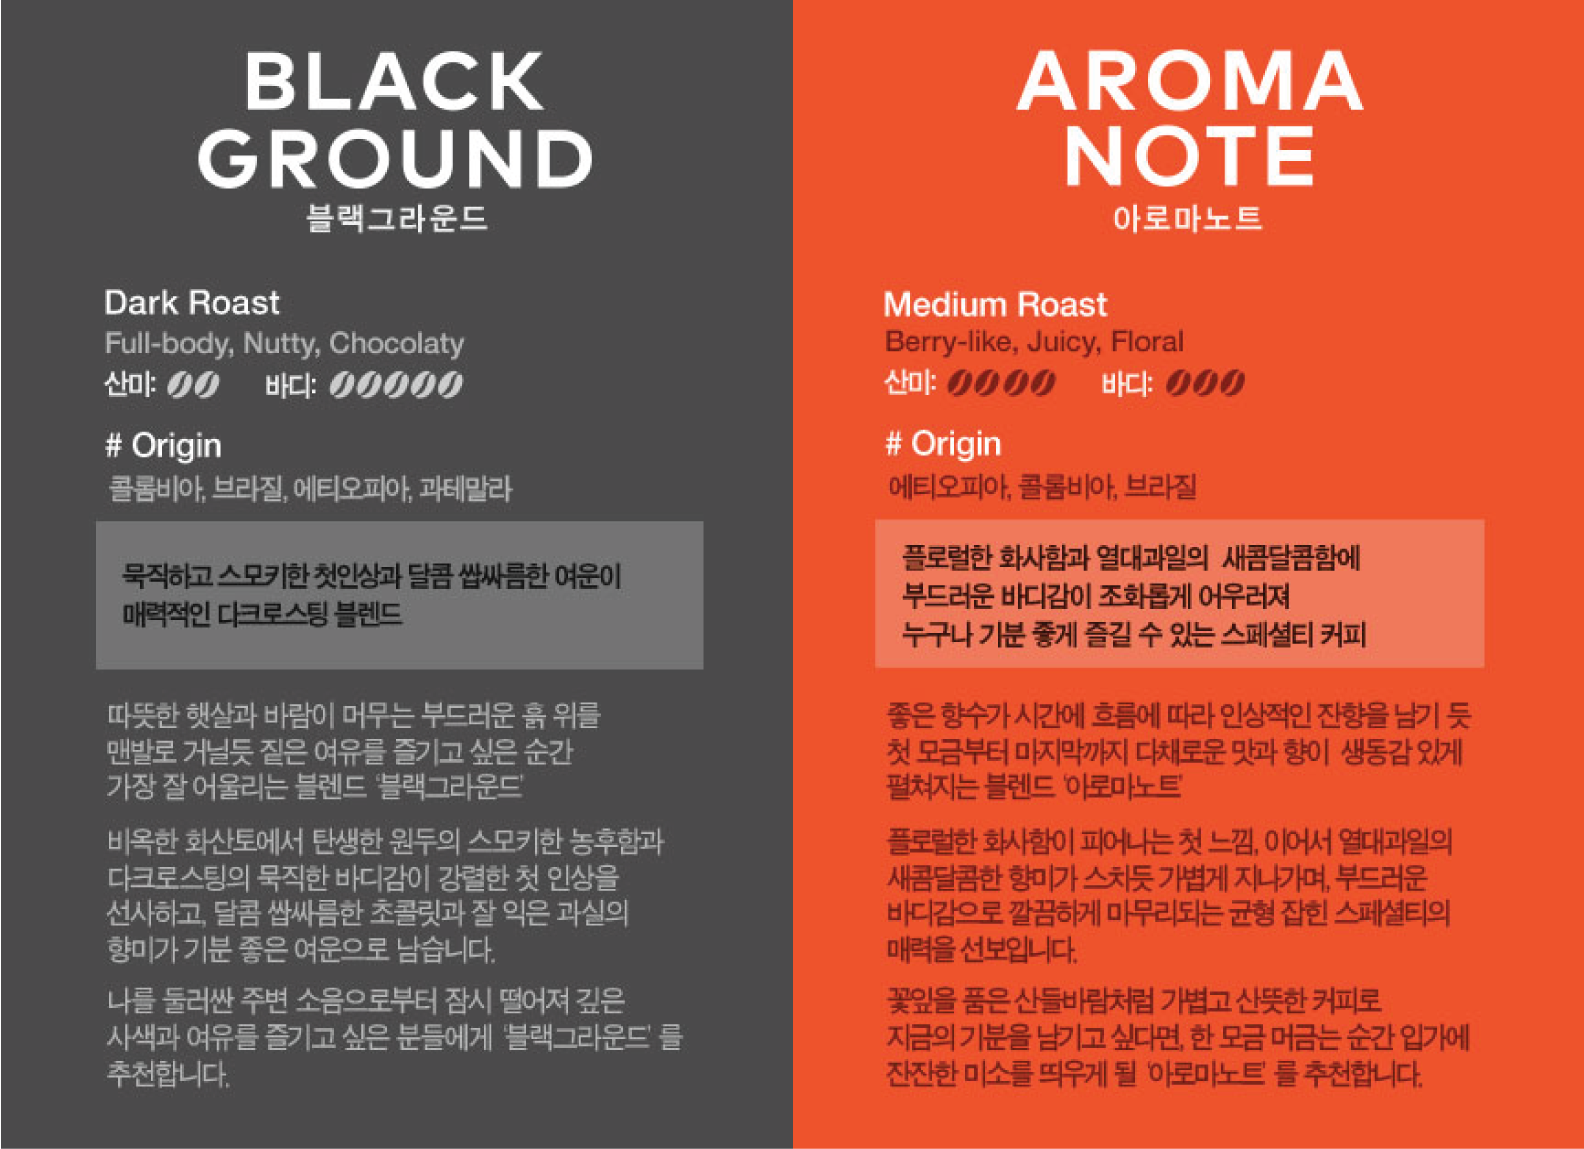 BLACK
GROUND
블랙그라운드
Dark Roast
Full-body, Nutty, Chocolaty
산미: 바디:
# Origin
콜롬비아, 브라질, 에티오피아, 과테말라
묵직하고 스모키한 첫인상과 달콤 쌉싸름한 여운이
매력적인 다크로스팅 블렌드
따뜻한 햇살과 바람이 머무는 부드러운 흙 위를
맨발로 거닐듯 짙은 여유를 즐기고 싶은 순간
가장 잘 어울리는 블렌드 '블랙그라운드'
비옥한 화산토에서 탄생한 원두의 스모키한 농후함과
다크로스팅의 묵직한 바디감이 강렬한 첫 인상을
선사하고, 달콤 쌉싸름한 초콜릿과 잘 익은 과실의
향미가 기분 좋은 여운으로 남습니다.
나를 둘러싼 주변 소음으로부터 잠시 떨어져 깊은
사색과 여유를 즐기고 싶은 분들에게 '블랙그라운드' 를
추천합니다.
AROMA
NOTE
아로마노트
Medium Roast
Berry-like, Juicy, Floral
산미: 바디:
# Origin
에티오피아, 콜롬비아, 브라질
플로럴한 화사함과 열대과일의 새콤달콤함에
부드러운 바디감이 조화롭게 어우러져
누구나 기분 좋게 즐길 수 있는 스페셜티 커피
좋은 향수가 시간에 흐름에 따라 인상적인 잔향을 남기 듯
첫 모금부터 마지막까지 다채로운 맛과 향이 생동감 있게
펼쳐지는 블렌드 '아로마노트'
플로럴한 화사함이 피어나는 첫 느낌, 이어서 열대과일의
새콤달콤한 향미가 스치듯 가볍게 지나가며, 부드러운
바디감으로 깔끔하게 마무리되는 균형 잡힌 스페셜티의
매력을 선보입니다.
꽃잎을 품은 산들바람처럼 가볍고 산뜻한 커피로
지금의 기분을 남기고 싶다면, 한 모금 머금는 순간 입가에
잔잔한 미소를 띄우게 될 '아로마노트' 를 추천합니다.